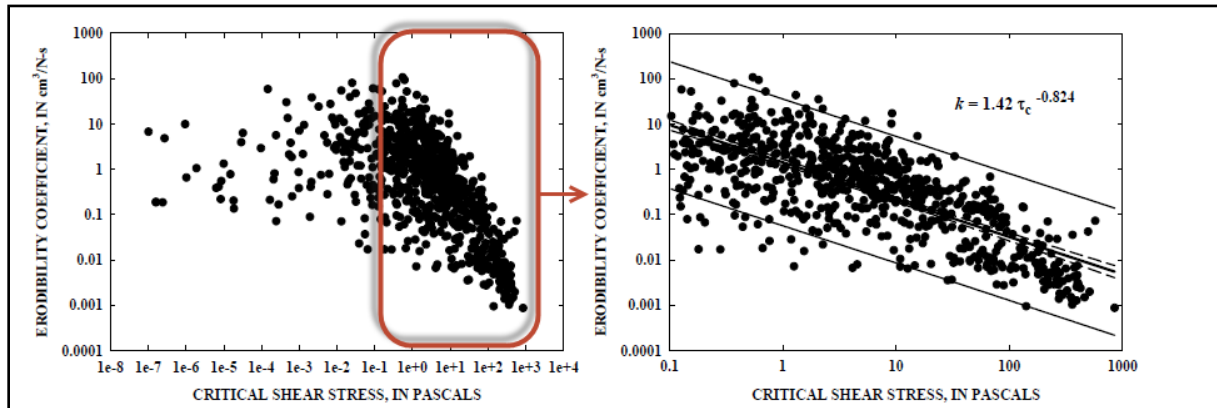 ERODIBILITY COEFFICIENT, IN cm³/N-s
1000
100
10
1
0.1
0.01
0.001
0.0001
1e-8 1e-7 1e-6 1e-5 1e-4 1e-3 1e-2 1e-1 1e+0 1e+1 1e+2 1e+3 1e+4
CRITICAL SHEAR STRESS, IN PASCALS
ERODIBILITY COEFFICIENT, IN cm³/N-s
1000
100
10
1
0.1
0.01
0.001
0.0001
k = 1.42 τc -0.824
0.1 1 10 100 1000
CRITICAL SHEAR STRESS, IN PASCALS